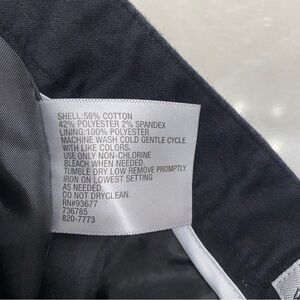 SHELL:56% COTTON
42% POLYESTER 2% SPANDEX
LINING:100% POLYESTER
MACHINE WASH COLD GENTLE CYCLE.
WITH LIKE COLORS.
USE ONLY NON-CHLORINE
BLEACH WHEN NEEDED.
TUMBLE DRY LOW REMOVE PROMPTLY.
IRON ON LOWEST SETTING
AS NEEDED.
DO NOT DRYCLEAN.
RN#93677
736785
820-7773